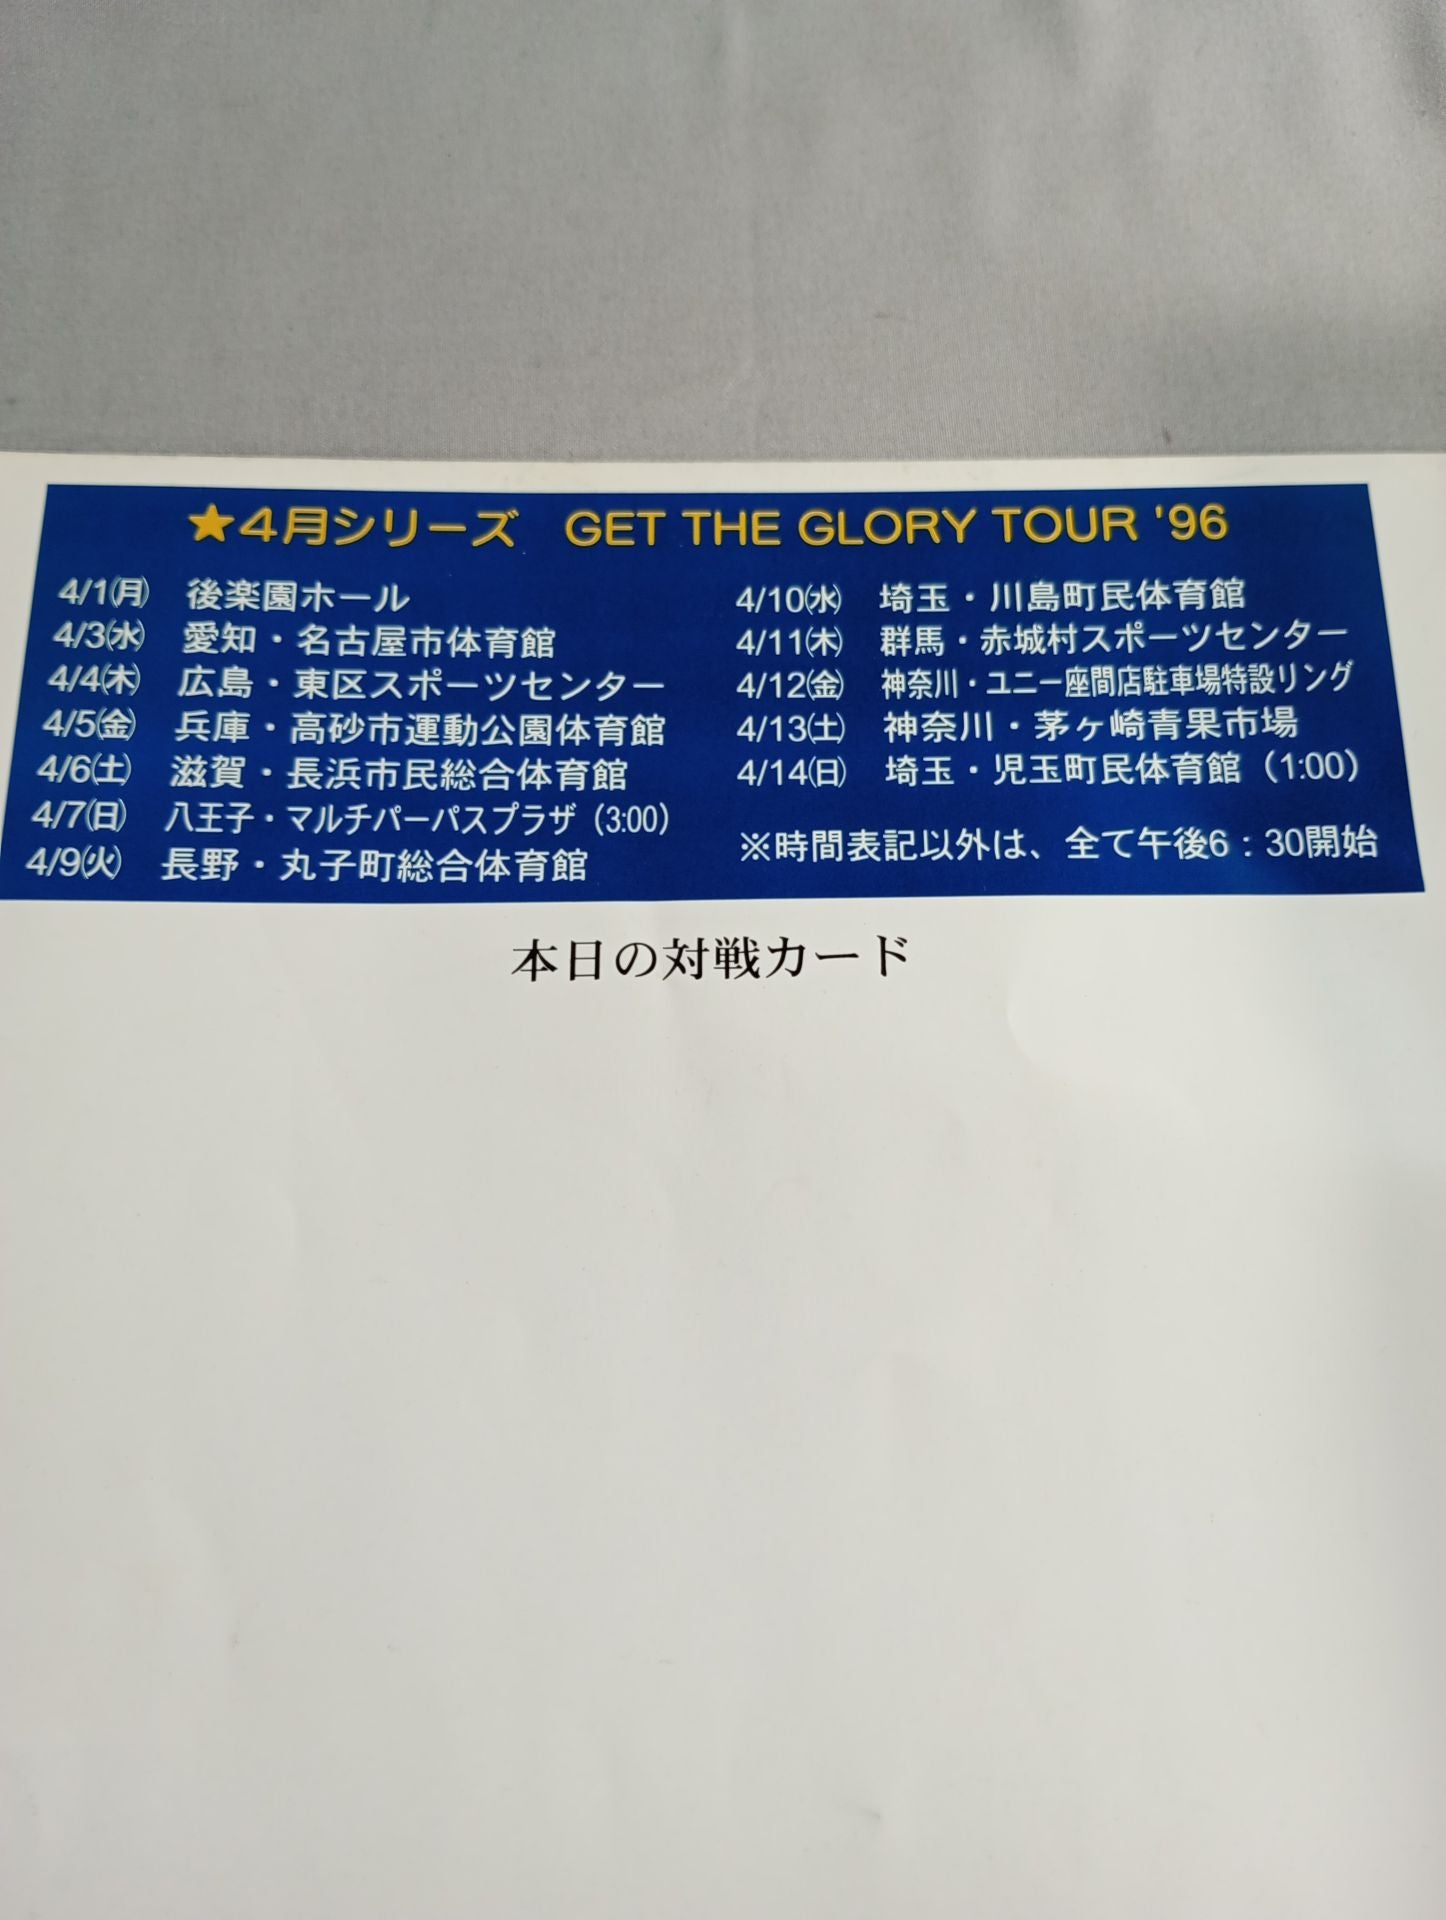 ★4月シリーズ　GET THE GLORY TOUR '96
4/1㈪　後楽園ホール
4/3㈬　愛知・名古屋市体育館
4/4㈭　広島・東区スポーツセンター
4/5㈮　兵庫・高砂市運動公園体育館
4/6㈯　滋賀・長浜市民総合体育館
4/7㈰　八王子・マルチパーパスプラザ（3:00）
4/9㈫　長野・丸子町総合体育館
4/10㈬　埼玉・川島町民体育館
4/11㈭　群馬・赤城村スポーツセンター
4/12㈮　神奈川・ユニー座間店駐車場特設リング
4/13㈯　神奈川・茅ヶ崎青果市場
4/14㈰　埼玉・児玉町民体育館（1:00）
※時間表記以外は、全て午後6：30開始
本日の対戦カード